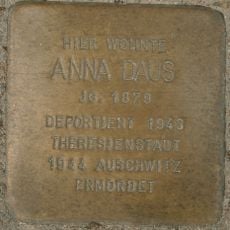 HIER WOHNTE
ANNA DAUS
JG. 1879
DEPORTIERT 1943
THERESIENSTADT
1944 AUSCHWITZ
ERMORDET